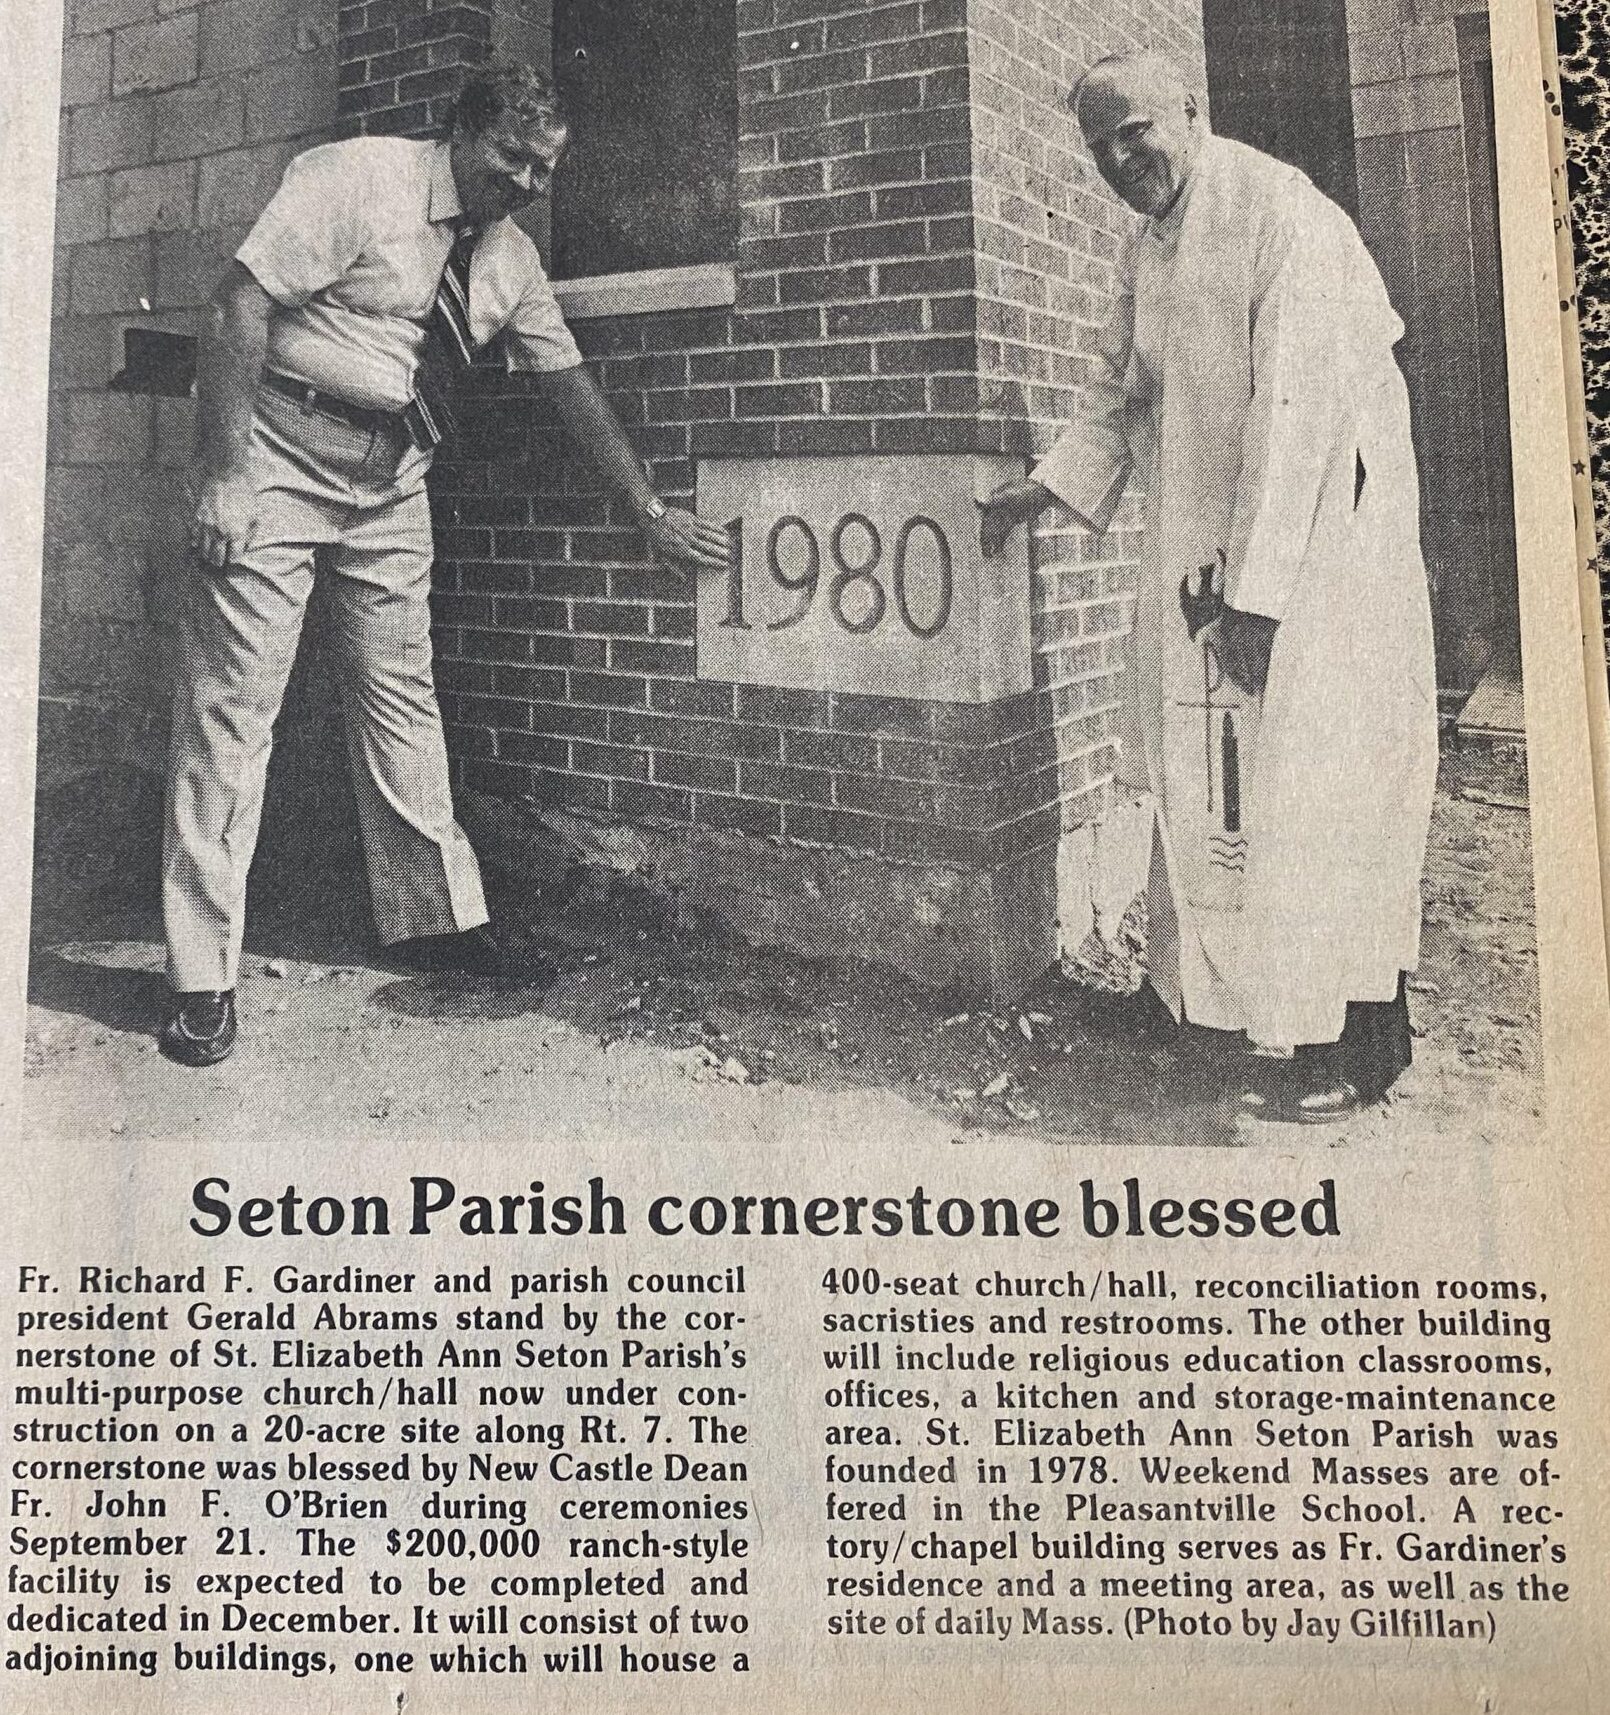 1980
Seton Parish cornerstone blessed
Fr. Richard F. Gardiner and parish council
president Gerald Abrams stand by the cor-
nerstone of St. Elizabeth Ann Seton Parish's
multi-purpose church/hall now under con-
struction on a 20-acre site along Rt. 7. The
cornerstone was blessed by New Castle Dean
Fr. John F. O'Brien during ceremonies
September 21. The $200,000 ranch-style
facility is expected to be completed and
dedicated in December. It will consist of two
adjoining buildings, one which will house a
400-seat church/hall, reconciliation rooms,
sacristies and restrooms. The other building
will include religious education classrooms,
offices, a kitchen and storage-maintenance
area. St. Elizabeth Ann Seton Parish was
founded in 1978. Weekend Masses are of-
fered in the Pleasantville School. A rec-
tory/chapel building serves as Fr. Gardiner's
residence and a meeting area, as well as the
site of daily Mass. (Photo by Jay Gilfillan)